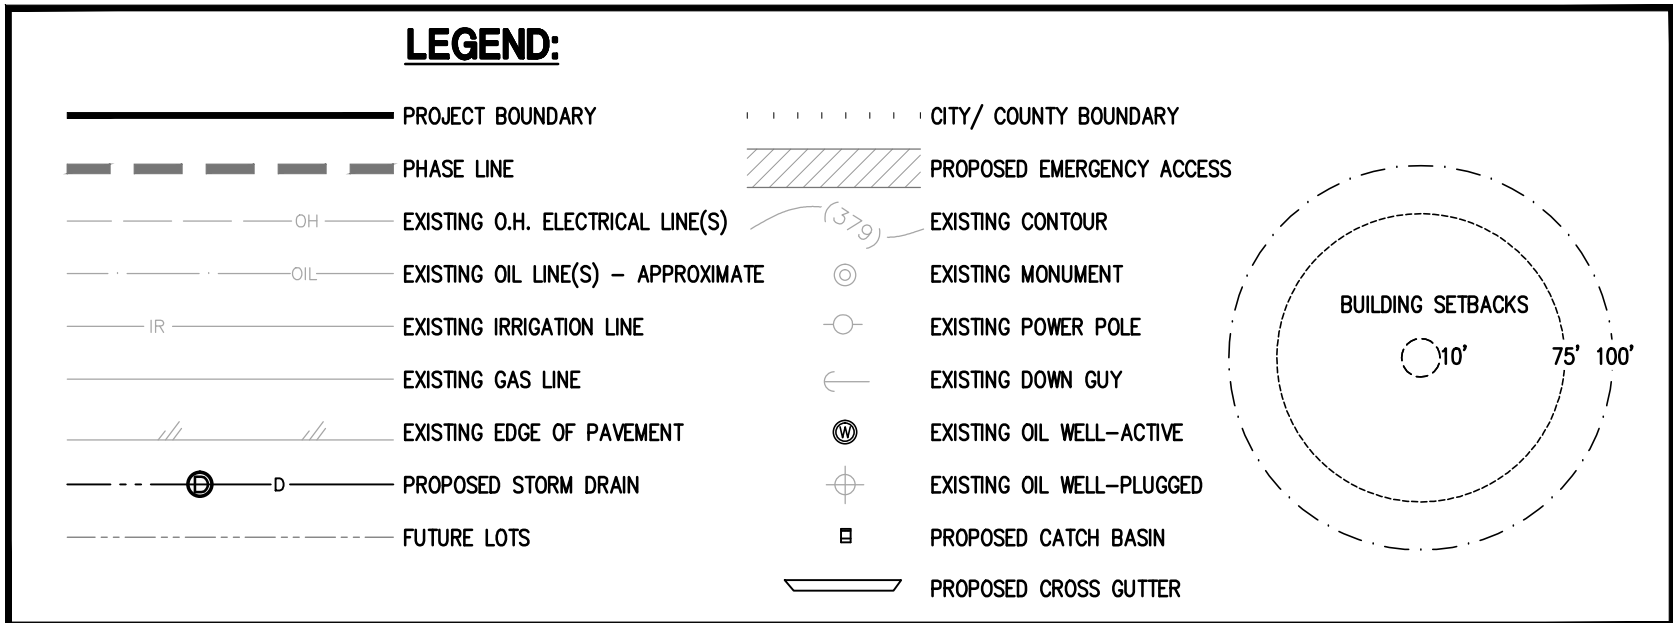 LEGEND:
PROJECT BOUNDARY
PHASE LINE
OH EXISTING O.H. ELECTRICAL LINE(S)
OIL EXISTING OIL LINE(S) - APPROXIMATE
IR EXISTING IRRIGATION LINE
EXISTING GAS LINE
EXISTING EDGE OF PAVEMENT
D D PROPOSED STORM DRAIN
FUTURE LOTS
CITY/ COUNTY BOUNDARY
PROPOSED EMERGENCY ACCESS
(379) EXISTING CONTOUR
EXISTING MONUMENT
EXISTING POWER POLE
EXISTING DOWN GUY
W EXISTING OIL WELL-ACTIVE
EXISTING OIL WELL-PLUGGED
PROPOSED CATCH BASIN
PROPOSED CROSS GUTTER
BUILDING SETBACKS
10' 75' 100'